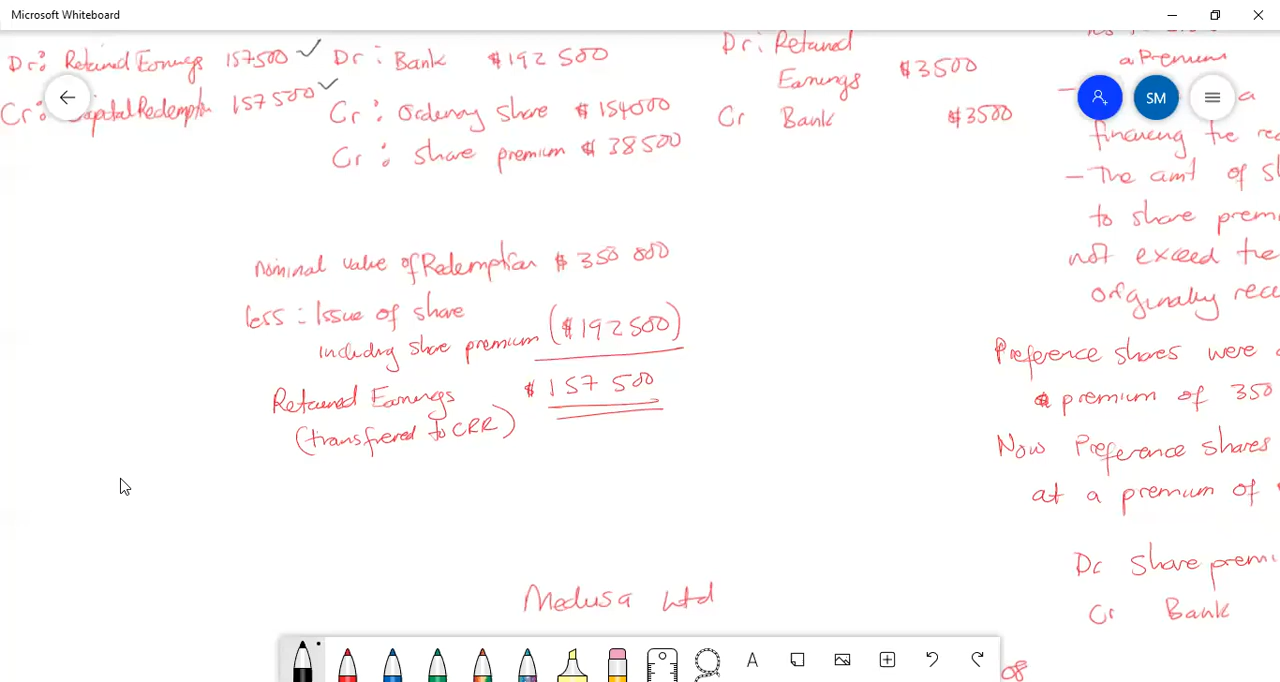 Microsoft Whiteboard
Dr: Retained Earnings 157500 ✓
Cr: Capital Redemptn 157500 ✓
Dr: Bank $192 500
Cr: Ordinary share $154000
Cr: share premium $38500
Dr: Retained
Earnings $3500
Cr Bank $3500
a Premium
a
SM
financing the
- The amt of
to share prem
not exceed the
originally
Preference shares were
a premium of 350
Now Preference shares
at a premium of
Dr Share premi
Cr Bank
of
Nominal value of Redemption $350 000
less: Issue of share
including share premium ($192500)
Retained Earnings $157 500
(transfered to CRR)
Medusa Ltd
A